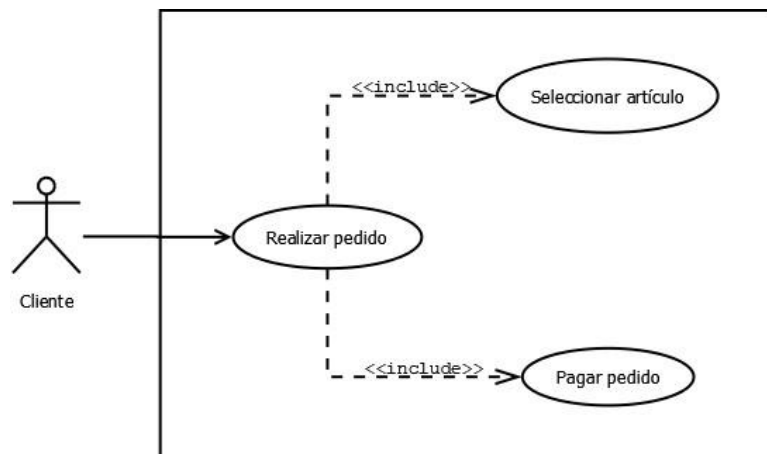 <<include>>
Seleccionar artículo
Realizar pedido
Cliente
<<include>>
Pagar pedido